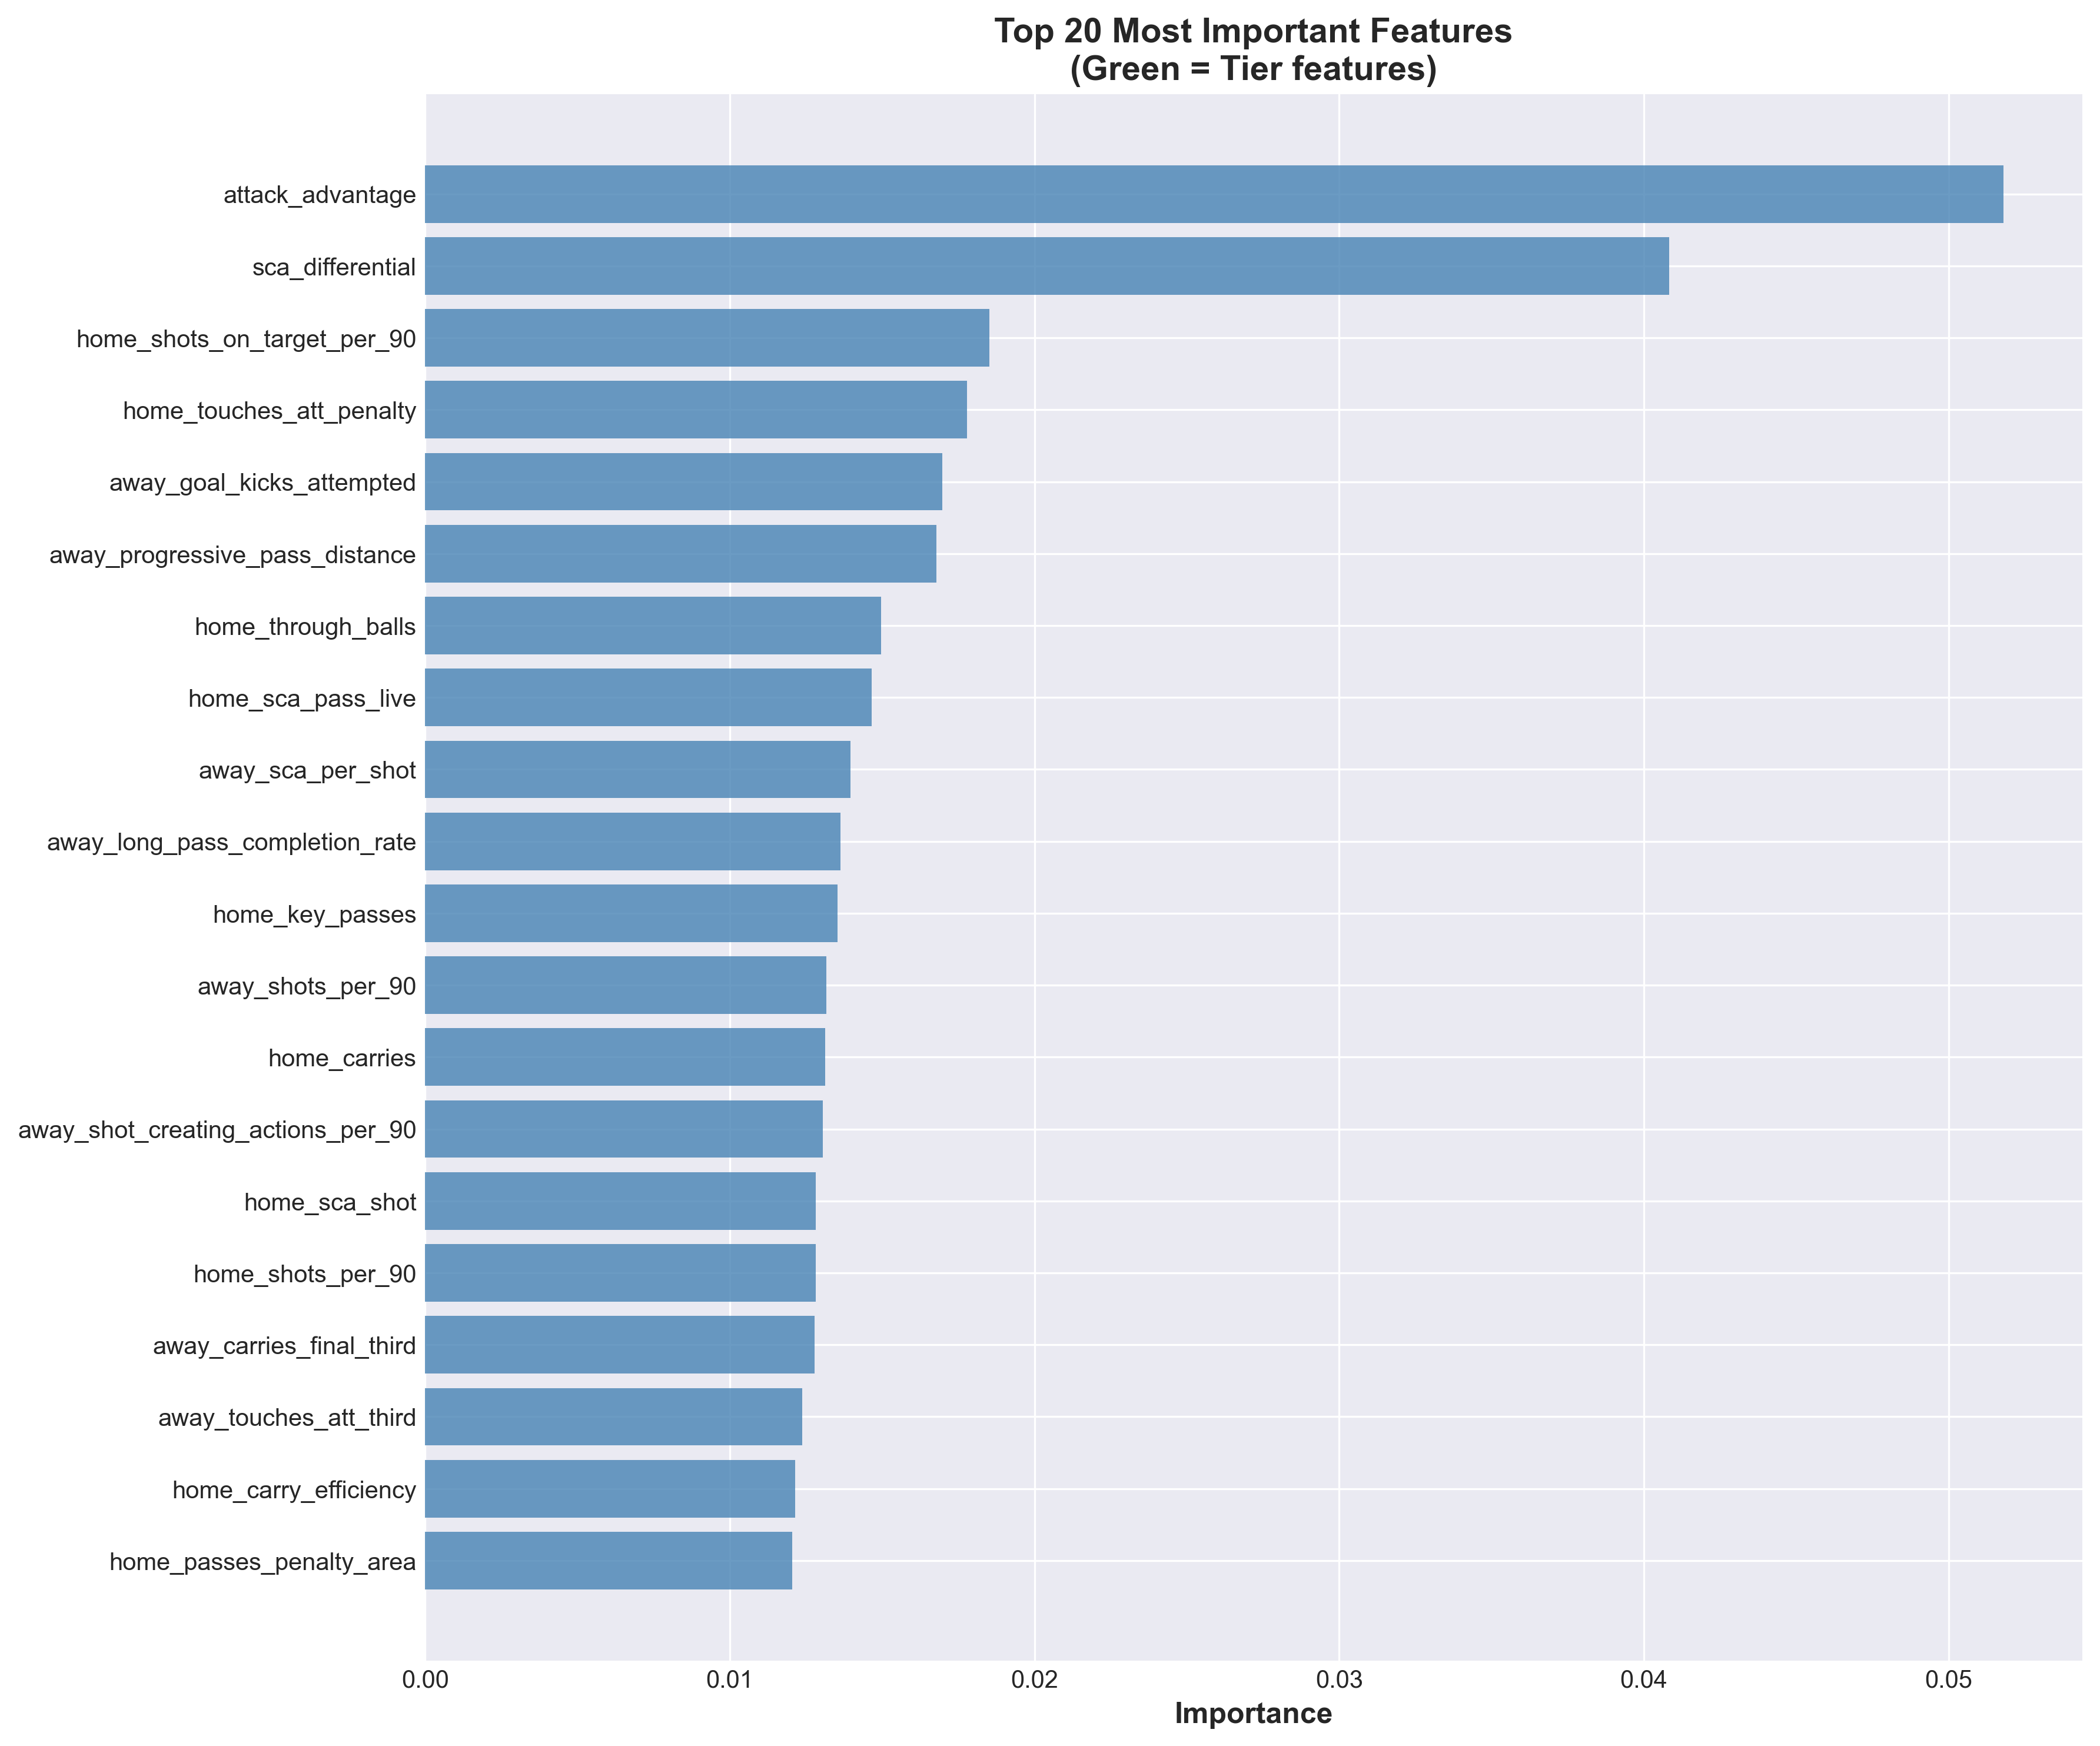 Top 20 Most Important Features
(Green = Tier features)
attack_advantage
sca_differential
home_shots_on_target_per_90
home_touches_att_penalty
away_goal_kicks_attempted
away_progressive_pass_distance
home_through_balls
home_sca_pass_live
away_sca_per_shot
away_long_pass_completion_rate
home_key_passes
away_shots_per_90
home_carries
away_shot_creating_actions_per_90
home_sca_shot
home_shots_per_90
away_carries_final_third
away_touches_att_third
home_carry_efficiency
home_passes_penalty_area
0.00 0.01 0.02 0.03 0.04 0.05
Importance